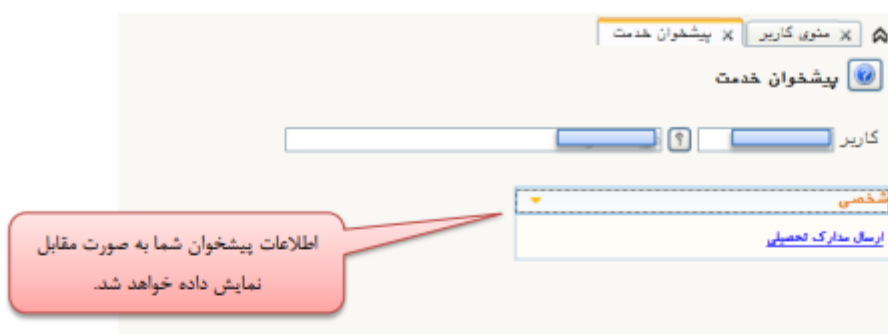 منوی کاربر
پیشخوان خدمت
پیشخوان خدمت
کاربر
؟
شخصی
ارسال مدارک تحصیلی
اطلاعات پیشخوان شما به صورت مقابل
نمایش داده خواهد شد.